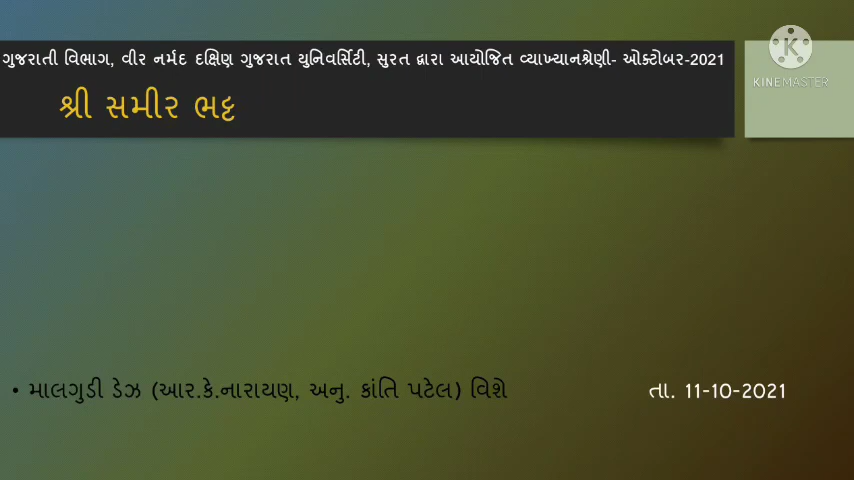 ગુજરાતી વિભાગ, વીર નર્મદ દક્ષિણ ગુજરાત યુનિવર્સિટી, સુરત દ્વારા આયોજિત વ્યાખ્યાનશ્રેણી- ઓક્ટોબર-2021
K
KINEMASTER
શ્રી સમીર ભટ્ટ
• માલગુડી ડેઝ (આર.કે.નારાયણ, અનુ. કાંતિ પટેલ) વિશે
તા. 11-10-2021